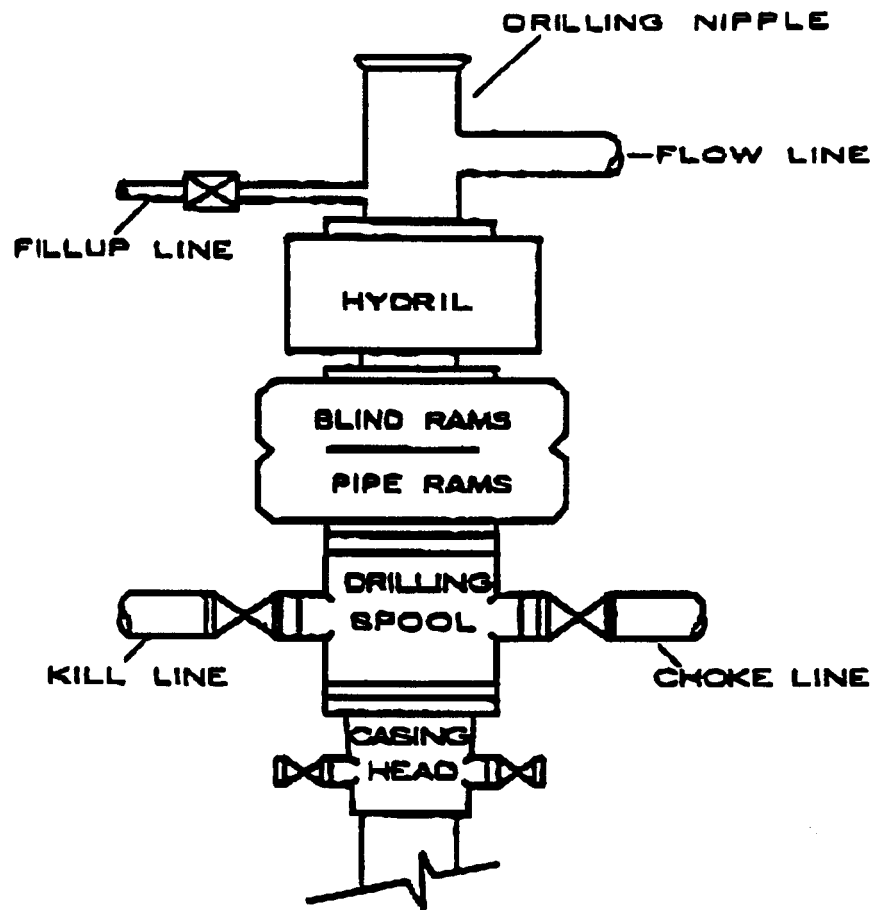 DRILLING NIPPLE
FLOW LINE
FILLUP LINE
HYDRIL
BLIND RAMS
PIPE RAMS
DRILLING
SPOOL
KILL LINE
CHOKE LINE
CASING
HEAD